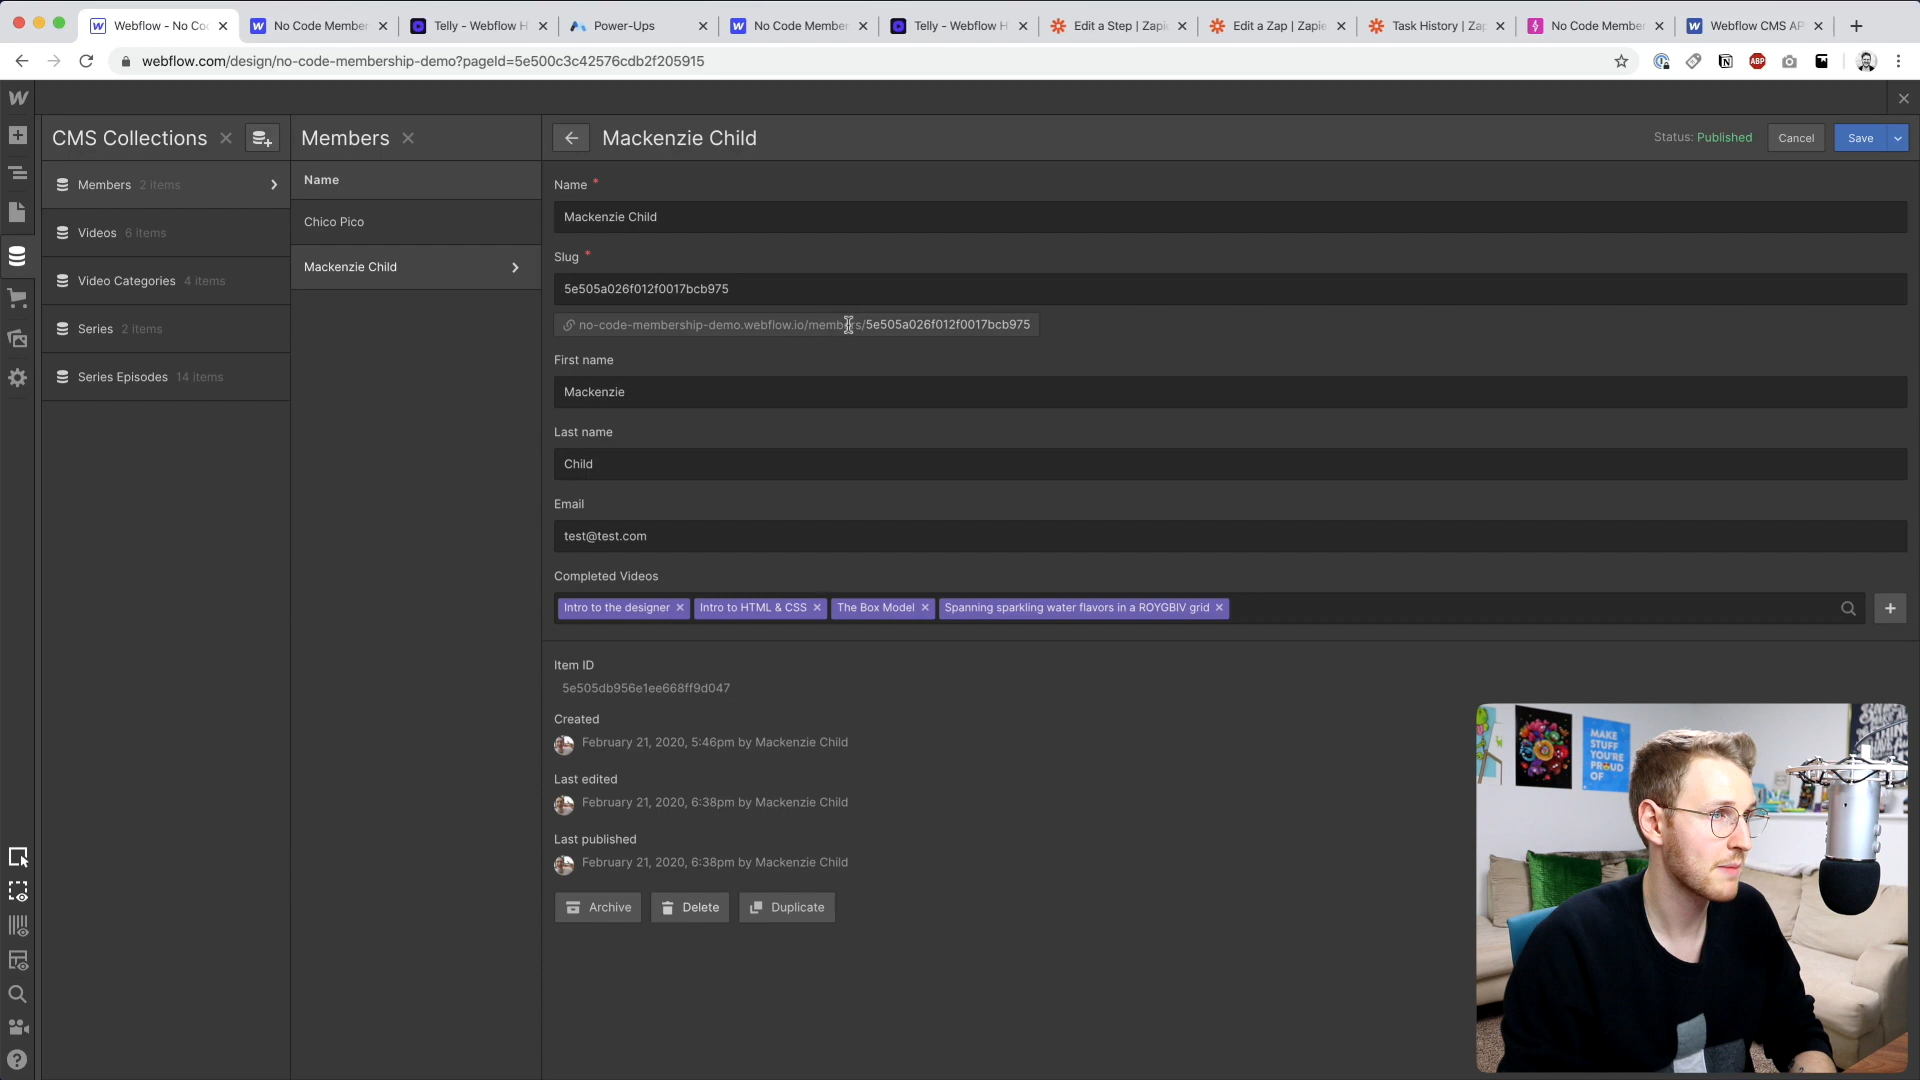 Webflow - No Co
No Code Member
Telly - Webflow H
Power-Ups
No Code Member
Telly - Webflow H
Edit a Step | Zapi
Edit a Zap | Zapie
Task History | Zap
No Code Member
Webflow CMS AP
webflow.com/design/no-code-membership-demo?pageId=5e500c3c42576cdb2f205915
ABP
CMS Collections
Members
Mackenzie Child
Status: Published
Cancel
Save
Members 2 items
Videos 6 items
Video Categories 4 items
Series 2 items
Series Episodes 14 items
Name
Chico Pico
Mackenzie Child
Name *
Mackenzie Child
Slug *
5e505a026f012f0017bcb975
no-code-membership-demo.webflow.io/members/5e505a026f012f0017bcb975
First name
Mackenzie
Last name
Child
Email
test@test.com
Completed Videos
Intro to the designer
Intro to HTML & CSS
The Box Model
Spanning sparkling water flavors in a ROYGBIV grid
Item ID
5e505db956e1ee668ff9d047
Created
February 21, 2020, 5:46pm by Mackenzie Child
Last edited
February 21, 2020, 6:38pm by Mackenzie Child
Last published
February 21, 2020, 6:38pm by Mackenzie Child
Archive
Delete
Duplicate
MAKE
STUFF
YOU'RE
PROUD
OF